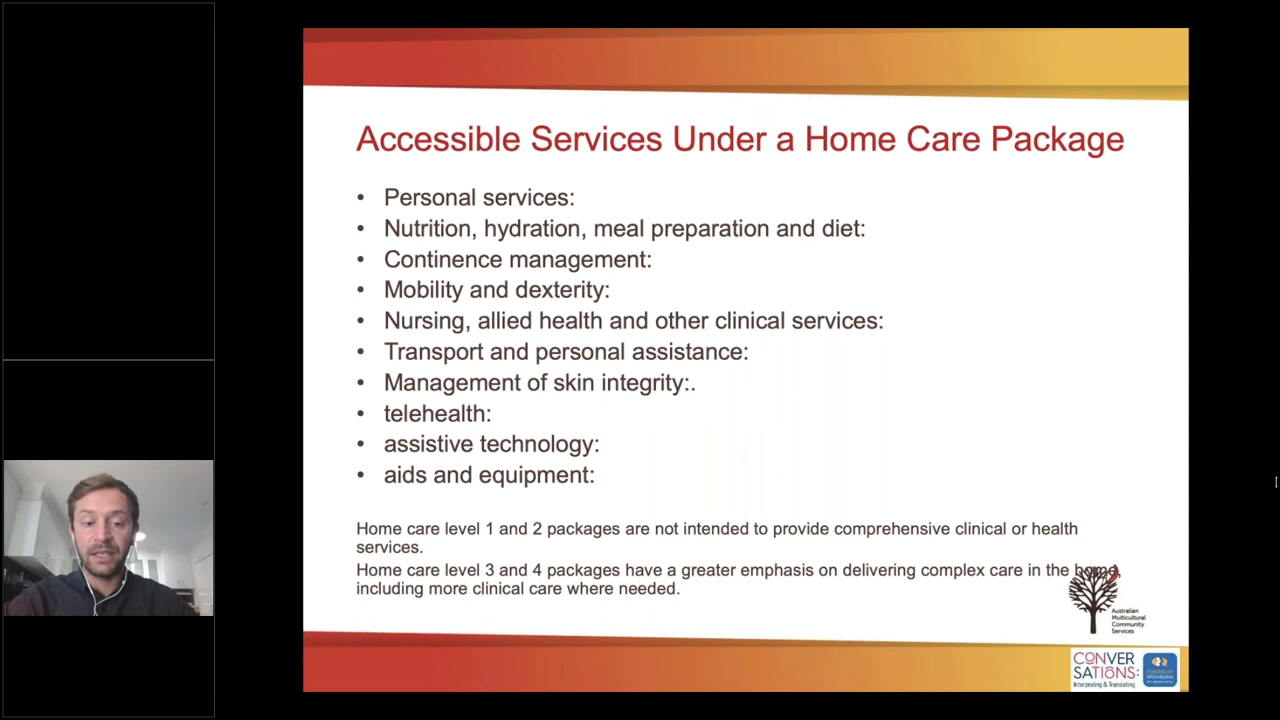 Accessible Services Under a Home Care Package
• Personal services:
• Nutrition, hydration, meal preparation and diet:
• Continence management:
• Mobility and dexterity:
• Nursing, allied health and other clinical services:
• Transport and personal assistance:
• Management of skin integrity:.
• telehealth:
• assistive technology:
• aids and equipment:
Home care level 1 and 2 packages are not intended to provide comprehensive clinical or health
services.
Home care level 3 and 4 packages have a greater emphasis on delivering complex care in the home,
including more clinical care where needed.
Australian
Multicultural
Community
Services
CONVER
SATIONS:
Interpreting & Translating